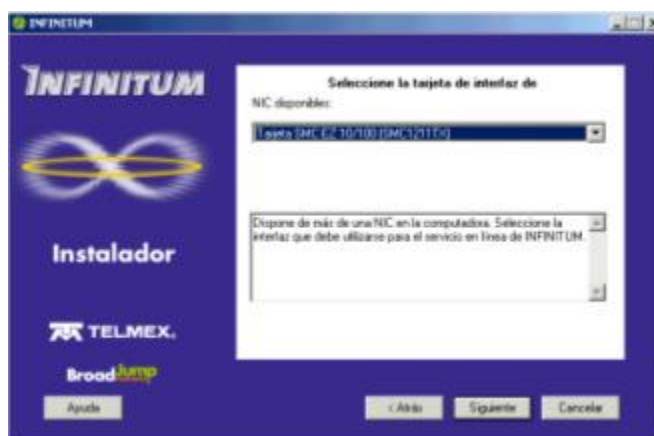 INFINITUM
INFINITUM
Seleccione la tarjeta de interfaz de
NIC disponibles:
Tarjeta SMC EZ 10/100 (SMC1211TX)
Dispone de más de una NIC en la computadora. Seleccione la
interfaz que debe utilizarse para el servicio en línea de INFINITUM.
Instalador
TELMEX.
BroadJump
Ayuda
< Atrás
Siguiente
Cancelar